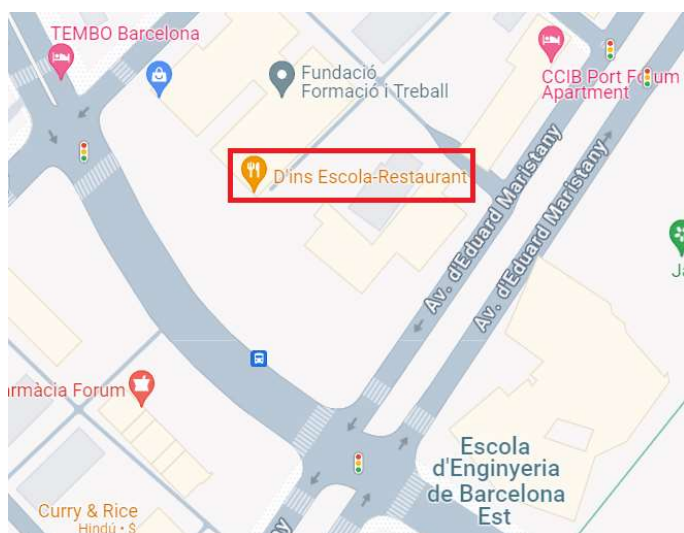 TEMBO Barcelona
Fundació
Formació i Treball
CCIB Port Forum
Apartment
D'ins Escola-Restaurant
Av. d'Eduard Maristany
Av. d'Eduard Maristany
armàcia Forum
Escola
d'Enginyeria
de Barcelona
Est
Curry & Rice
Hindú • $